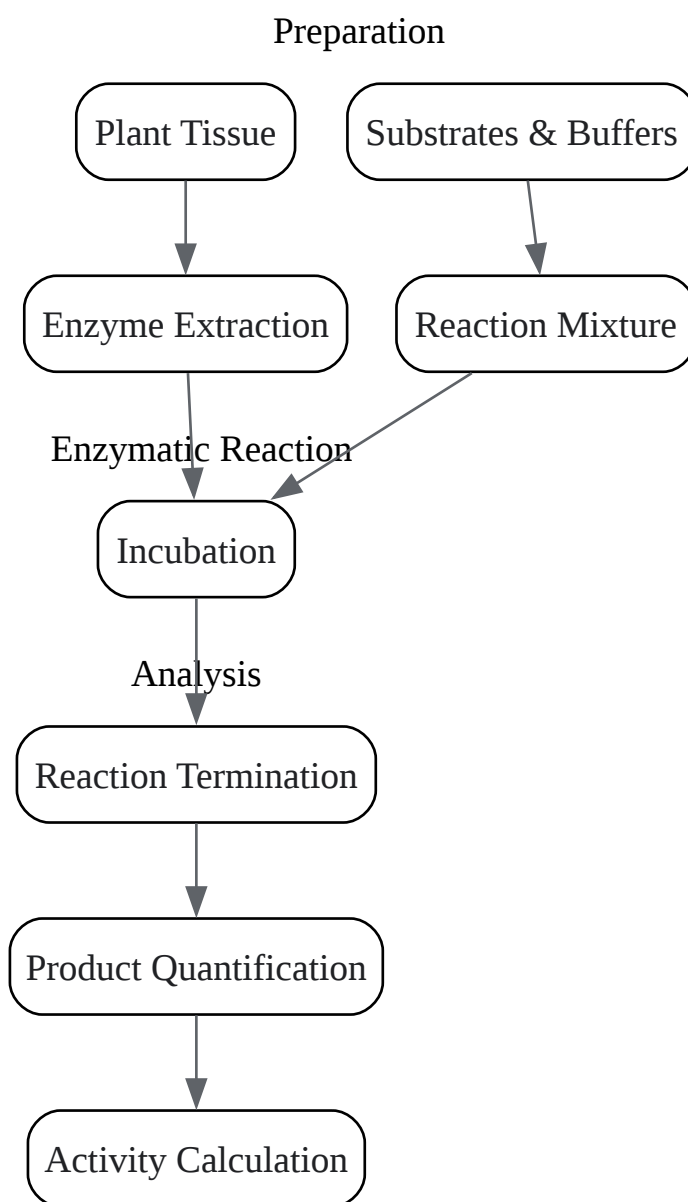 Preparation
Plant Tissue
Substrates & Buffers
Enzyme Extraction
Reaction Mixture
Enzymatic Reaction
Incubation
Analysis
Reaction Termination
Product Quantification
Activity Calculation